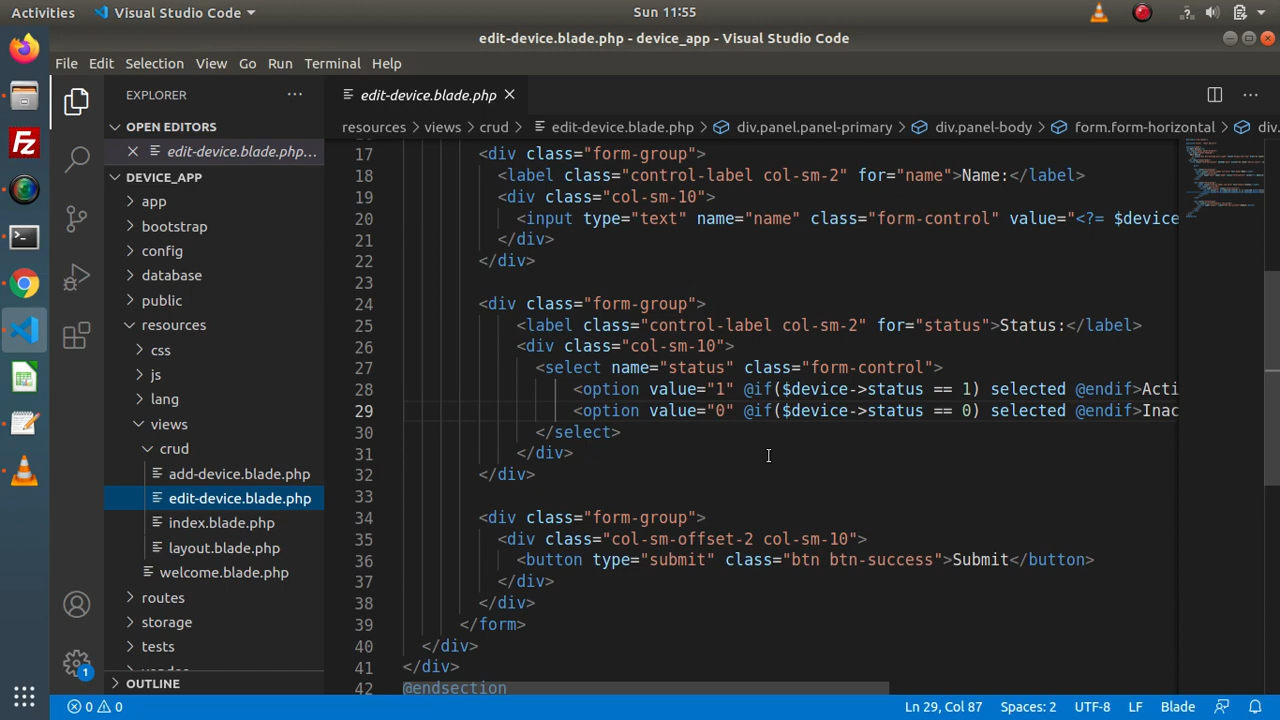 Activities Visual Studio Code Sun 11:55
edit-device.blade.php - device_app - Visual Studio Code
File Edit Selection View Go Run Terminal Help
EXPLORER
OPEN EDITORS
edit-device.blade.php...
DEVICE_APP
app
bootstrap
config
database
public
resources
css
js
lang
views
crud
add-device.blade.php
edit-device.blade.php
index.blade.php
layout.blade.php
welcome.blade.php
routes
storage
tests
OUTLINE
edit-device.blade.php
resources > views > crud > edit-device.blade.php > div.panel.panel-primary > div.panel-body > form.form-horizontal > div.
17 <div class="form-group">
18 <label class="control-label col-sm-2" for="name">Name:</label>
19 <div class="col-sm-10">
20 <input type="text" name="name" class="form-control" value="<?= $device
21 </div>
22 </div>
23
24 <div class="form-group">
25 <label class="control-label col-sm-2" for="status">Status:</label>
26 <div class="col-sm-10">
27 <select name="status" class="form-control">
28 <option value="1" @if($device->status == 1) selected @endif>Acti
29 <option value="0" @if($device->status == 0) selected @endif>Inac
30 </select>
31 </div>
32 </div>
33
34 <div class="form-group">
35 <div class="col-sm-offset-2 col-sm-10">
36 <button type="submit" class="btn btn-success">Submit</button>
37 </div>
38 </div>
39 </form>
40 </div>
41 </div>
42 @endsection
1
0 0 Ln 29, Col 87 Spaces: 2 UTF-8 LF Blade